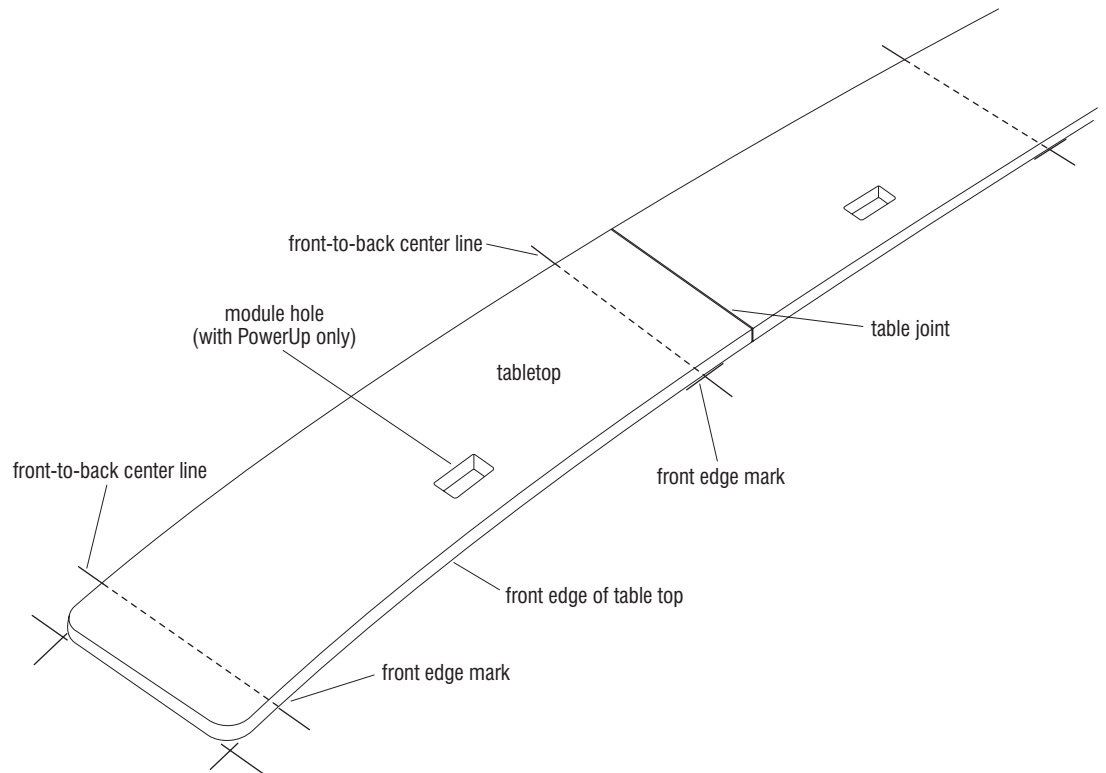 front-to-back center line
module hole
(with PowerUp only)
table joint
tabletop
front-to-back center line
front edge mark
front edge of table top
front edge mark